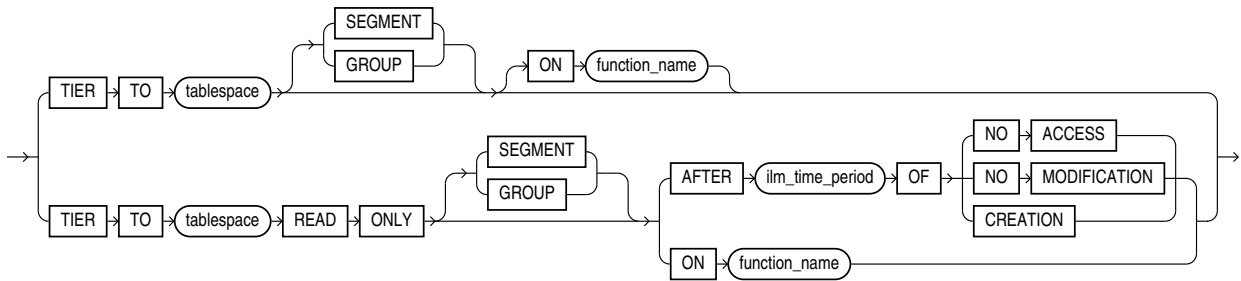 SEGMENT
GROUP
ON function_name
TIER TO tablespace
SEGMENT
GROUP
NO ACCESS
AFTER ilm_time_period OF NO MODIFICATION
TIER TO tablespace READ ONLY
CREATION
ON function_name